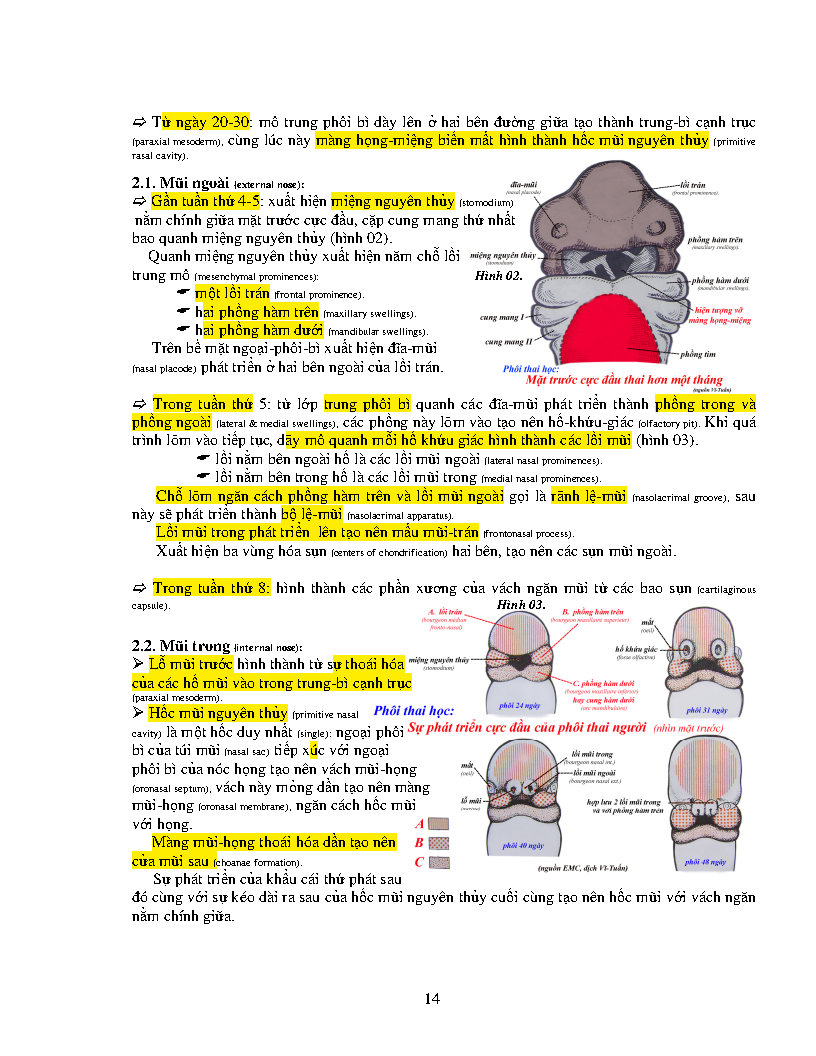 ➯ Từ ngày 20-30: mô trung phôi bì dày lên ở hai bên đường giữa tạo thành trung-bì cạnh trục
(paraxial mesoderm), cùng lúc này màng họng-miệng biến mất hình thành hốc mũi nguyên thủy (primitive
rasal cavity).
2.1. Mũi ngoài (external nose):
➯ Gần tuần thứ 4-5: xuất hiện miệng nguyên thủy (stomodium)
nằm chính giữa mặt trước cực đầu, cặp cung mang thứ nhất
bao quanh miệng nguyên thủy (hình 02).
Quanh miệng nguyên thủy xuất hiện năm chỗ lồi
trung mô (mesenchymal prominences):
☛ một lồi trán (frontal prominence).
☛ hai phồng hàm trên (maxillary swellings).
☛ hai phồng hàm dưới (mandibular swellings).
Trên bề mặt ngoại-phôi-bì xuất hiện đĩa-mũi
(nasal placode) phát triển ở hai bên ngoài của lồi trán.
đĩa-mũi
(nasal placode)
lồi trán
(frontal prominence).
phồng hàm trên
(maxillary swellings).
miệng nguyên thủy
(stomodium)
Hình 02.
phồng hàm dưới
(mandibular swellings).
cung mang I
hiện tượng vỡ
màng họng-miệng
cung mang II
phồng tim
Phôi thai học:
Mặt trước cực đầu thai hơn một tháng
(nguồn Vĩ-Tuấn)
➯ Trong tuần thứ 5: từ lớp trung phôi bì quanh các đĩa-mũi phát triển thành phồng trong và
phồng ngoài (lateral & medial swellings), các phồng này lõm vào tạo nên hố-khứu-giác (olfactory pit). Khi quá
trình lõm vào tiếp tục, dãy mô quanh mỗi hố khứu giác hình thành các lồi mũi (hình 03).
☛ lồi nằm bên ngoài hố là các lồi mũi ngoài (lateral nasal prominences).
☛ lồi nằm bên trong hố là các lồi mũi trong (medial nasal prominences).
Chỗ lõm ngăn cách phồng hàm trên và lồi mũi ngoài gọi là rãnh lệ-mũi (nasolacrimal groove), sau
này sẽ phát triển thành bộ lệ-mũi (nasolacrimal apparatus).
Lồi mũi trong phát triển lên tạo nên mấu mũi-trán (frontonasal process).
Xuất hiện ba vùng hóa sụn (centers of chondrification) hai bên, tạo nên các sụn mũi ngoài.
➯ Trong tuần thứ 8: hình thành các phần xương của vách ngăn mũi từ các bao sụn (cartilaginous
capsule).
Hình 03.
2.2. Mũi trong (internal nose):
➢ Lỗ mũi trước hình thành từ sự thoái hóa
của các hố mũi vào trong trung-bì cạnh trục
(paraxial mesoderm).
➢ Hốc mũi nguyên thủy (primitive nasal
cavity) là một hốc duy nhất (single): ngoại phôi
bì của túi mũi (nasal sac) tiếp xúc với ngoại
phôi bì của nóc họng tạo nên vách mũi-họng
(oronasal septum), vách này mỏng dần tạo nên màng
mũi-họng (oronasal membrane), ngăn cách hốc mũi
với họng.
Màng mũi-họng thoái hóa dần tạo nên
cửa mũi sau (choanae formation).
Sự phát triển của khẩu cái thứ phát sau
đó cùng với sự kéo dài ra sau của hốc mũi nguyên thủy cuối cùng tạo nên hốc mũi với vách ngăn
nằm chính giữa.
A. lồi trán
(bourgeon médian
fronto-nasal)
B. phồng hàm trên
(bourgeon maxillaire superieur)
mắt
(oeil)
hố khứu giác
(fosse olfactive)
miệng nguyên thủy
(stomodium)
C. phồng hàm dưới
(bourgeon maxillaire inferieur)
hay cung hàm dưới
(arc mandibulaire)
phôi 24 ngày
phôi 31 ngày
Phôi thai học:
Sự phát triển cực đầu của phôi thai người (nhìn mặt trước)
mắt
(oeil)
lồi mũi trong
(bourgeon nasal int.)
lồi mũi ngoài
(bourgeon nasal ext.)
lỗ mũi
(narine)
hợp lưu 2 lồi mũi trong
và với phồng hàm trên
A
B
C
phôi 40 ngày
phôi 48 ngày
(nguồn EMC, dịch Vĩ-Tuấn)
14